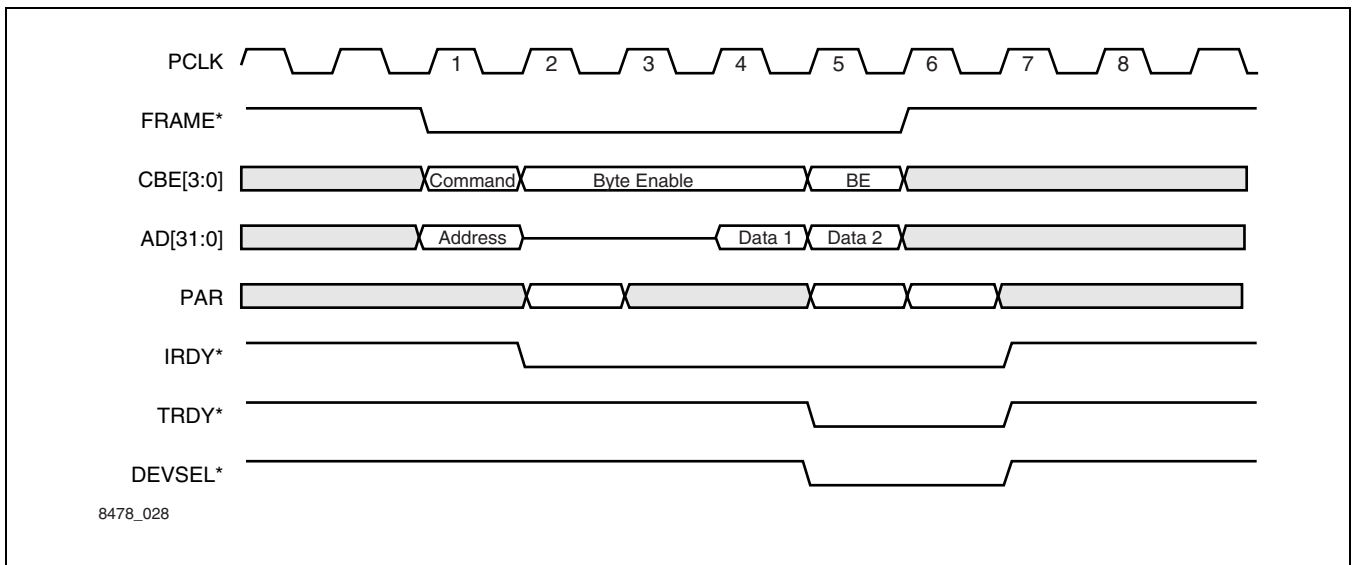 PCLK 1 2 3 4 5 6 7 8
FRAME*
CBE[3:0] Command Byte Enable BE
AD[31:0] Address Data 1 Data 2
PAR
IRDY*
TRDY*
DEVSEL*
8478_028